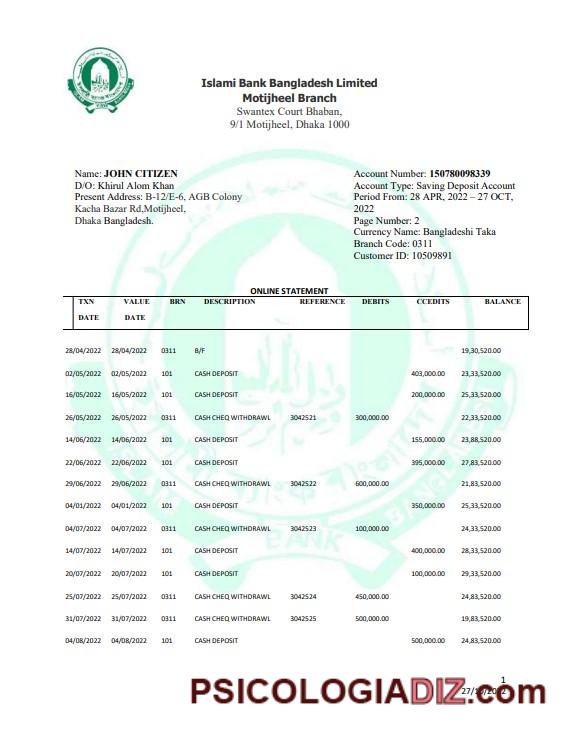 Islami Bank Bangladesh Limited
Motijheel Branch
Swantex Court Bhaban,
9/1 Motijheel, Dhaka 1000
Name: JOHN CITIZEN
D/O: Khirul Alom Khan
Present Address: B-12/E-6, AGB Colony
Kacha Bazar Rd,Motijheel,
Dhaka Bangladesh.
Account Number: 150780098339
Account Type: Saving Deposit Account
Period From: 28 APR, 2022 – 27 OCT,
2022
Page Number: 2
Currency Name: Bangladeshi Taka
Branch Code: 0311
Customer ID: 10509891
ONLINE STATEMENT
TXN DATE VALUE DATE BRN DESCRIPTION REFERENCE DEBITS CCEDITS BALANCE
28/04/2022 28/04/2022 0311 B/F 19,30,520.00
02/05/2022 02/05/2022 101 CASH DEPOSIT 403,000.00 23,33,520.00
16/05/2022 16/05/2022 101 CASH DEPOSIT 200,000.00 25,33,520.00
26/05/2022 26/05/2022 0311 CASH CHEQ WITHDRAWL 3042521 300,000.00 22,33,520.00
14/06/2022 14/06/2022 101 CASH DEPOSIT 155,000.00 23,88,520.00
22/06/2022 22/06/2022 101 CASH DEPOSIT 395,000.00 27,83,520.00
29/06/2022 29/06/2022 0311 CASH CHEQ WITHDRAWL 3042522 600,000.00 21,83,520.00
04/01/2022 04/01/2022 101 CASH DEPOSIT 350,000.00 25,33,520.00
04/07/2022 04/07/2022 0311 CASH CHEQ WITHDRAWL 3042523 100,000.00 24,33,520.00
14/07/2022 14/07/2022 101 CASH DEPOSIT 400,000.00 28,33,520.00
20/07/2022 20/07/2022 101 CASH DEPOSIT 100,000.00 29,33,520.00
25/07/2022 25/07/2022 0311 CASH CHEQ WITHDRAWL 3042524 450,000.00 24,83,520.00
31/07/2022 31/07/2022 0311 CASH CHEQ WITHDRAWL 3042525 500,000.00 19,83,520.00
04/08/2022 04/08/2022 101 CASH DEPOSIT 500,000.00 24,83,520.00
1
PSICOLOGIADIZ.com
BANK